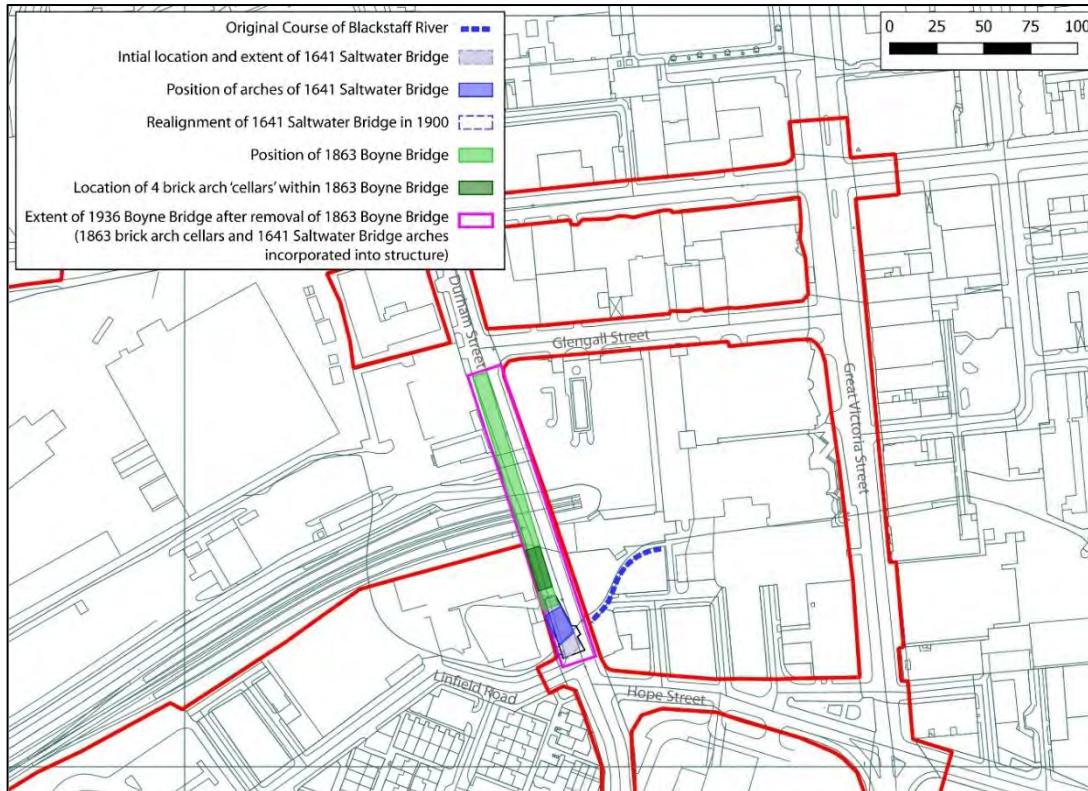 Original Course of Blackstaff River
Intial location and extent of 1641 Saltwater Bridge
Position of arches of 1641 Saltwater Bridge
Realignment of 1641 Saltwater Bridge in 1900
Position of 1863 Boyne Bridge
Location of 4 brick arch 'cellars' within 1863 Boyne Bridge
Extent of 1936 Boyne Bridge after removal of 1863 Boyne Bridge
(1863 brick arch cellars and 1641 Saltwater Bridge arches
incorporated into structure)
0 25 50 75 100
Durham Street
Glengall Street
Great Victoria Street
Linfield Road
Hope Street